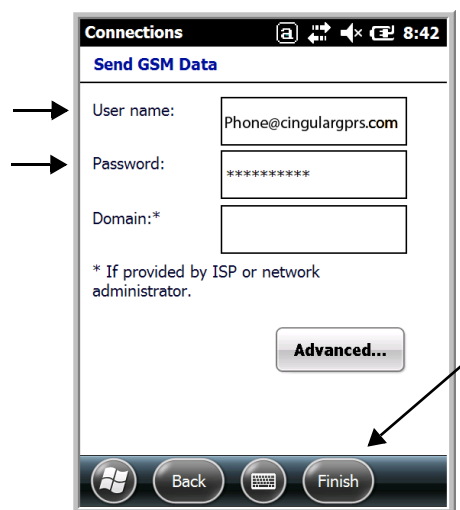 Connections a 8:42
Send GSM Data
User name:
Phone@cingulargprs.com
Password:
**********
Domain:*
* If provided by ISP or network
administrator.
Advanced...
Back Finish